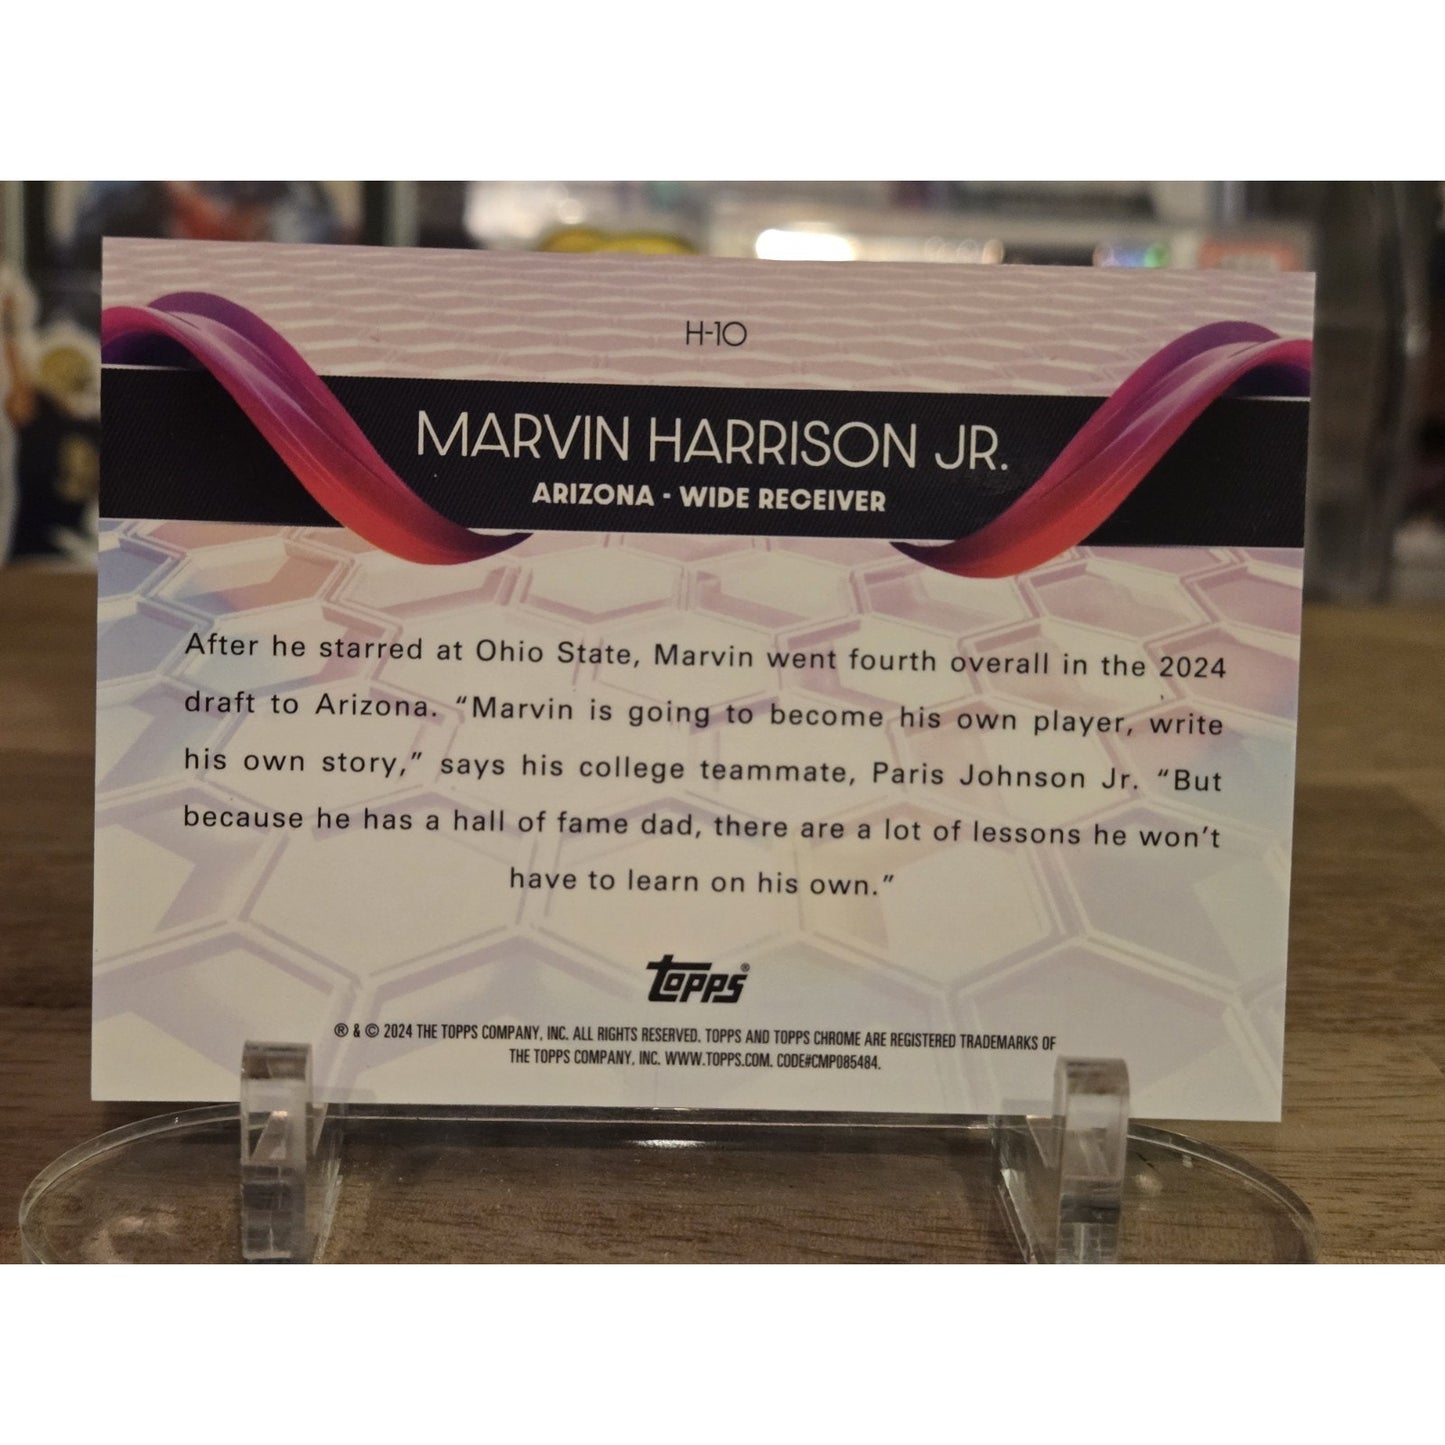 H-10
MARVIN HARRISON JR.
ARIZONA • WIDE RECEIVER
After he starred at Ohio State, Marvin went fourth overall in the 2024
draft to Arizona. “Marvin is going to become his own player, write
his own story,” says his college teammate, Paris Johnson Jr. “But
because he has a hall of fame dad, there are a lot of lessons he won’t
have to learn on his own.”
topps®
® & © 2024 THE TOPPS COMPANY, INC. ALL RIGHTS RESERVED. TOPPS AND TOPPS CHROME ARE REGISTERED TRADEMARKS OF
THE TOPPS COMPANY, INC. WWW.TOPPS.COM. CODE#CMP085484.